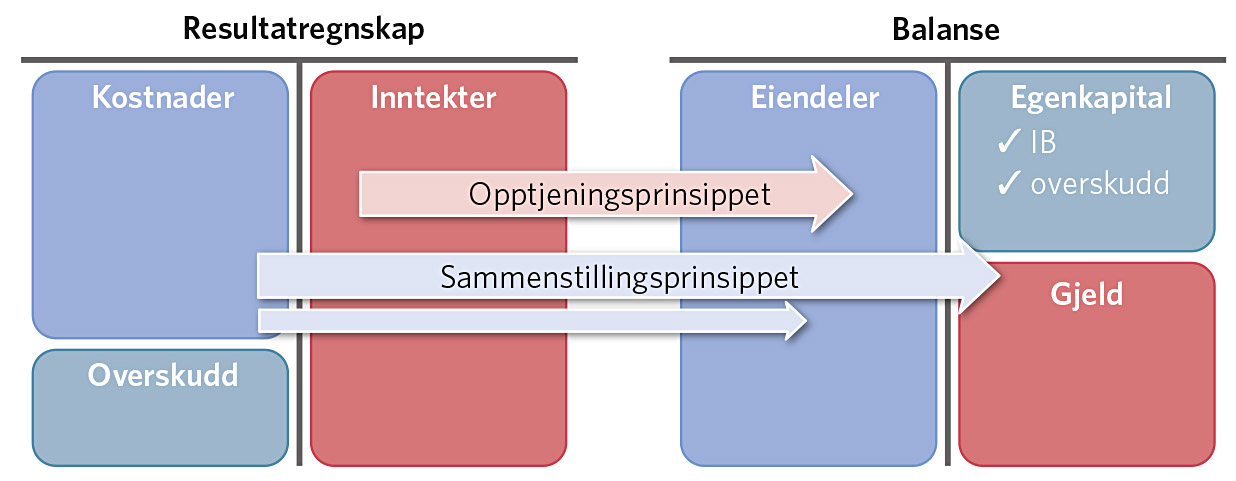 Resultatregnskap
Balanse
Kostnader
Inntekter
Eiendeler
Egenkapital
✓ IB
✓ overskudd
Opptjeningsprinsippet
Sammenstillingsprinsippet
Gjeld
Overskudd